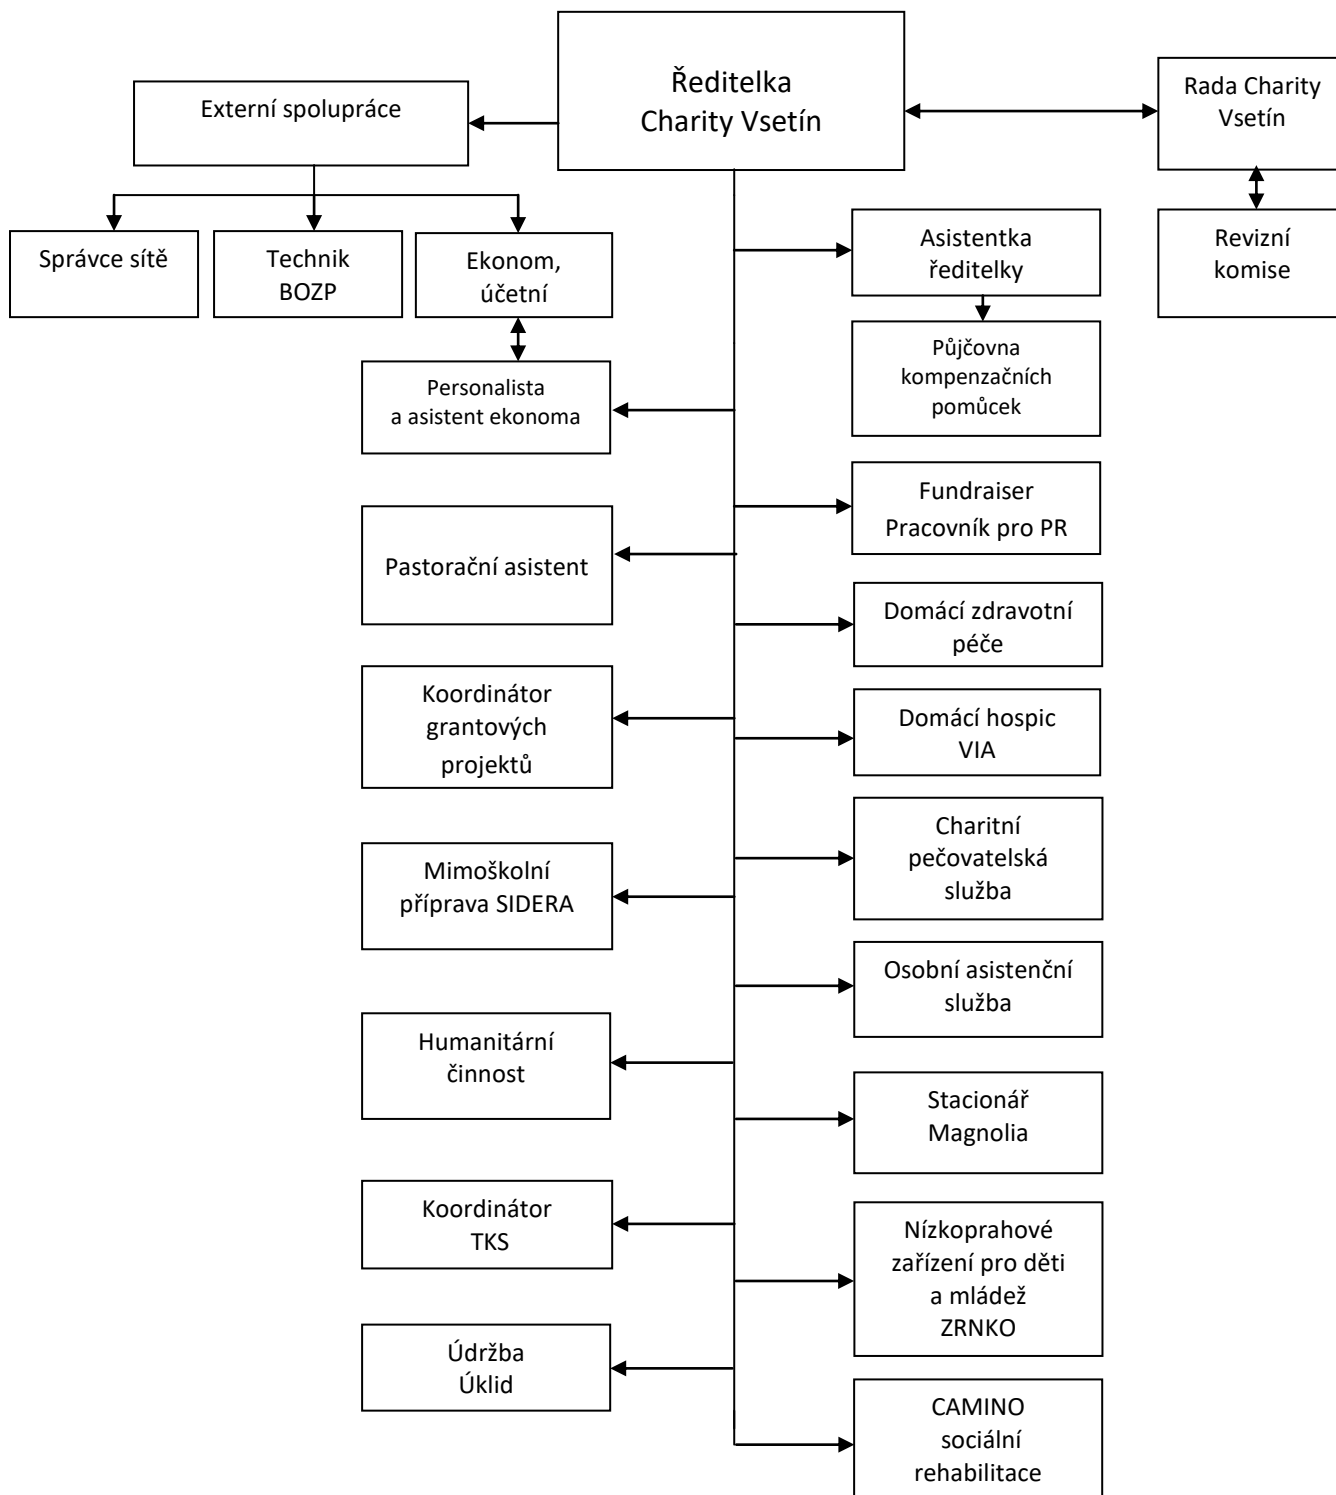 Ředitelka
Charity Vsetín
Externí spolupráce
Rada Charity
Vsetín
Správce sítě
Technik
BOZP
Ekonom,
účetní
Asistentka
ředitelky
Revizní
komise
Půjčovna
kompenzačních
pomůcek
Personalista
a asistent ekonoma
Fundraiser
Pracovník pro PR
Pastorační asistent
Domácí zdravotní
péče
Koordinátor
grantových
projektů
Domácí hospic
VIA
Charitní
pečovatelská
služba
Mimoškolní
příprava SIDERA
Osobní asistenční
služba
Humanitární
činnost
Stacionář
Magnolia
Koordinátor
TKS
Nízkoprahové
zařízení pro děti
a mládež
ZRNKO
Údržba
Úklid
CAMINO
sociální
rehabilitace